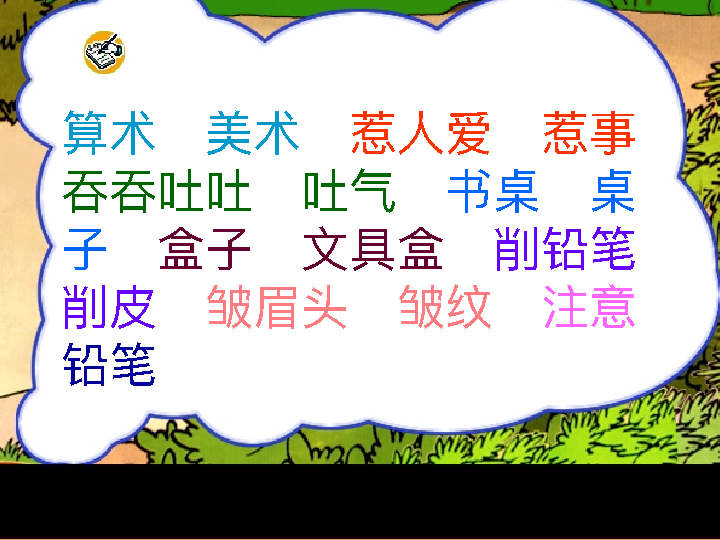 算术　美术　惹人爱　惹事
吞吞吐吐　吐气　书桌　桌
子　盒子　文具盒　削铅笔
削皮　皱眉头　皱纹　注意
铅笔